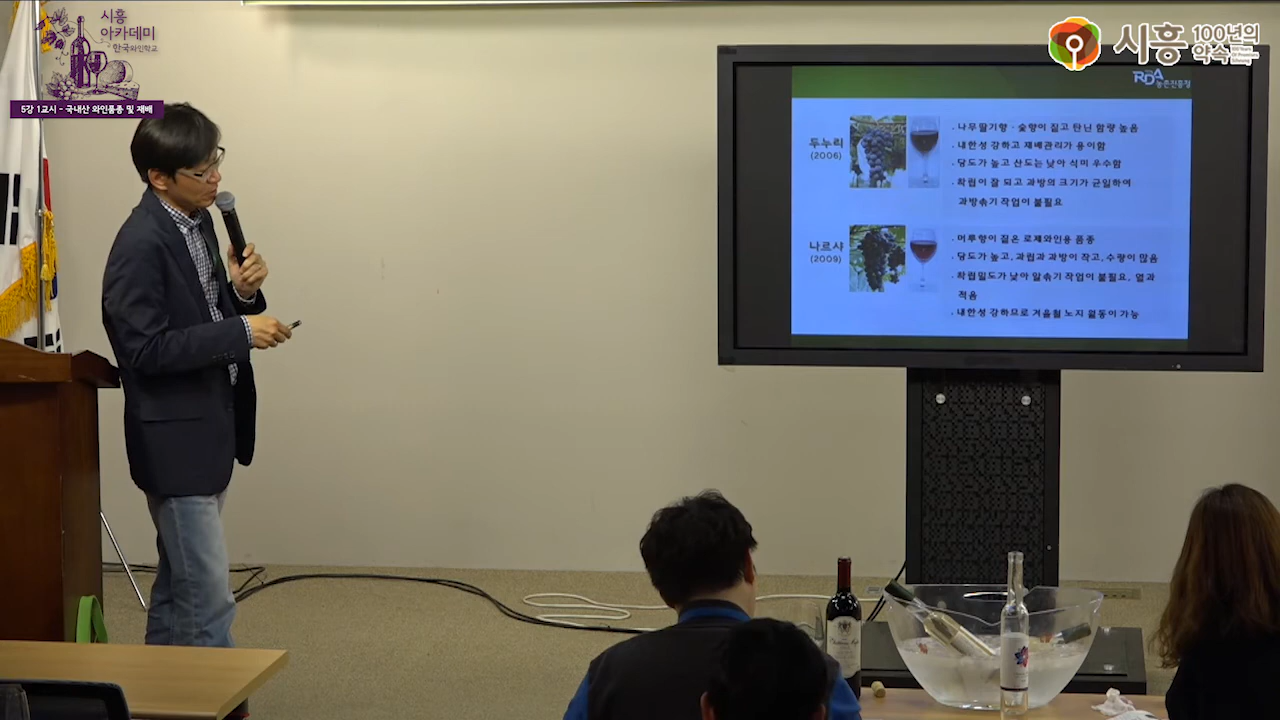 시흥
아카데미
한국와인학교
5강 1교시 - 국내산 와인품종 및 재배
시흥 100년의
약속
RDA
농촌진흥청
두누리
(2006)
. 나무딸기향 · 숯향이 짙고 탄닌 함량 높음
. 내한성 강하고 재배관리가 용이함
. 당도가 높고 산도는 낮아 식미 우수함
. 착립이 잘 되고 과방의 크기가 균일하여
과방솎기 작업이 불필요
나르샤
(2009)
. 머루향이 짙은 로제와인용 품종
. 당도가 높고, 과립과 과방이 작고, 수량이 많음
. 착립밀도가 낮아 알솎기 작업이 불필요, 열과
적음
. 내한성 강하므로 겨울철 노지 월동이 가능